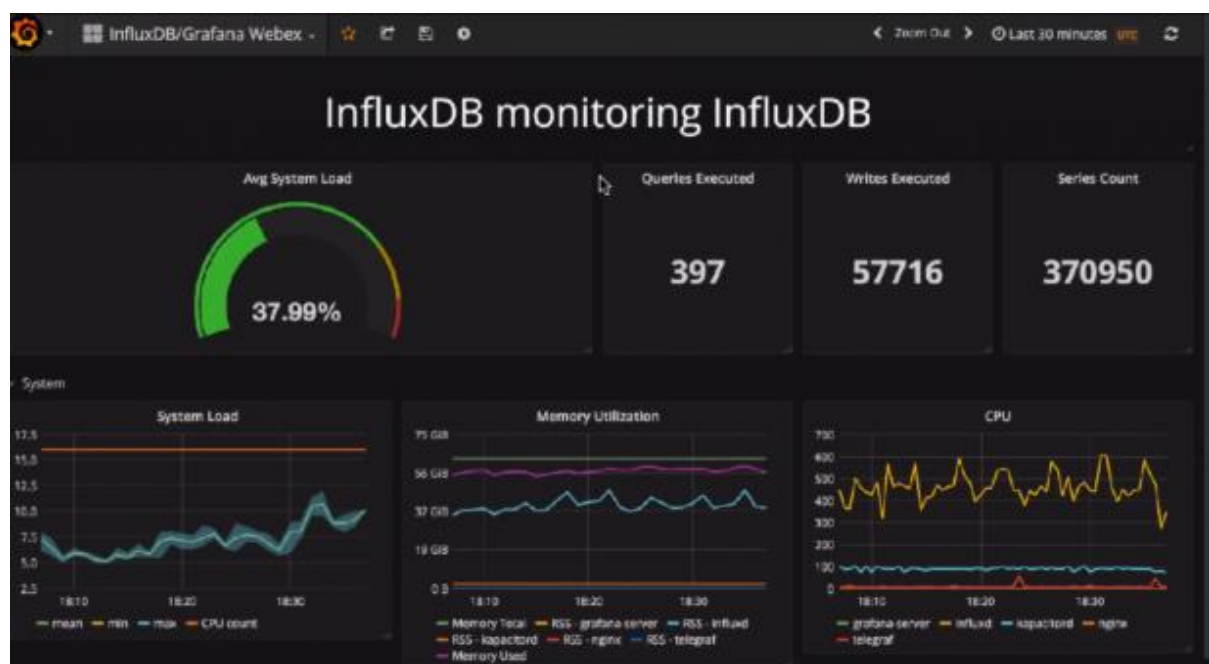 InfluxDB/Grafana Webex
Zoom Out
Last 30 minutes UTC
InfluxDB monitoring InfluxDB
Avg System Load
Queries Executed
Writes Executed
Series Count
37.99%
397
57716
370950
System
System Load
17.5
15.0
12.5
10.0
7.5
5.0
2.5
18:10 18:20 18:30
mean min max CPU count
Memory Utilization
75 GiB
56 GiB
37 GiB
19 GiB
0 B
18:10 18:20 18:30
Memory Total RSS - grafana-server RSS - influxd
RSS - kapacitord RSS - nginx RSS - telegraf
Memory Used
CPU
700
600
500
400
300
200
100
0
18:10 18:20 18:30
grafana-server influxd kapacitord nginx
telegraf